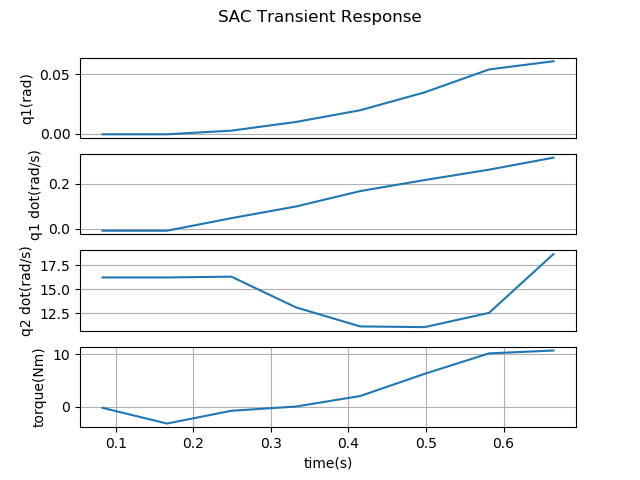 SAC Transient Response
q1(rad)
0.05
0.00
q1 dot(rad/s)
0.2
0.0
q2 dot(rad/s)
17.5
15.0
12.5
torque(Nm)
10
0
0.1 0.2 0.3 0.4 0.5 0.6
time(s)